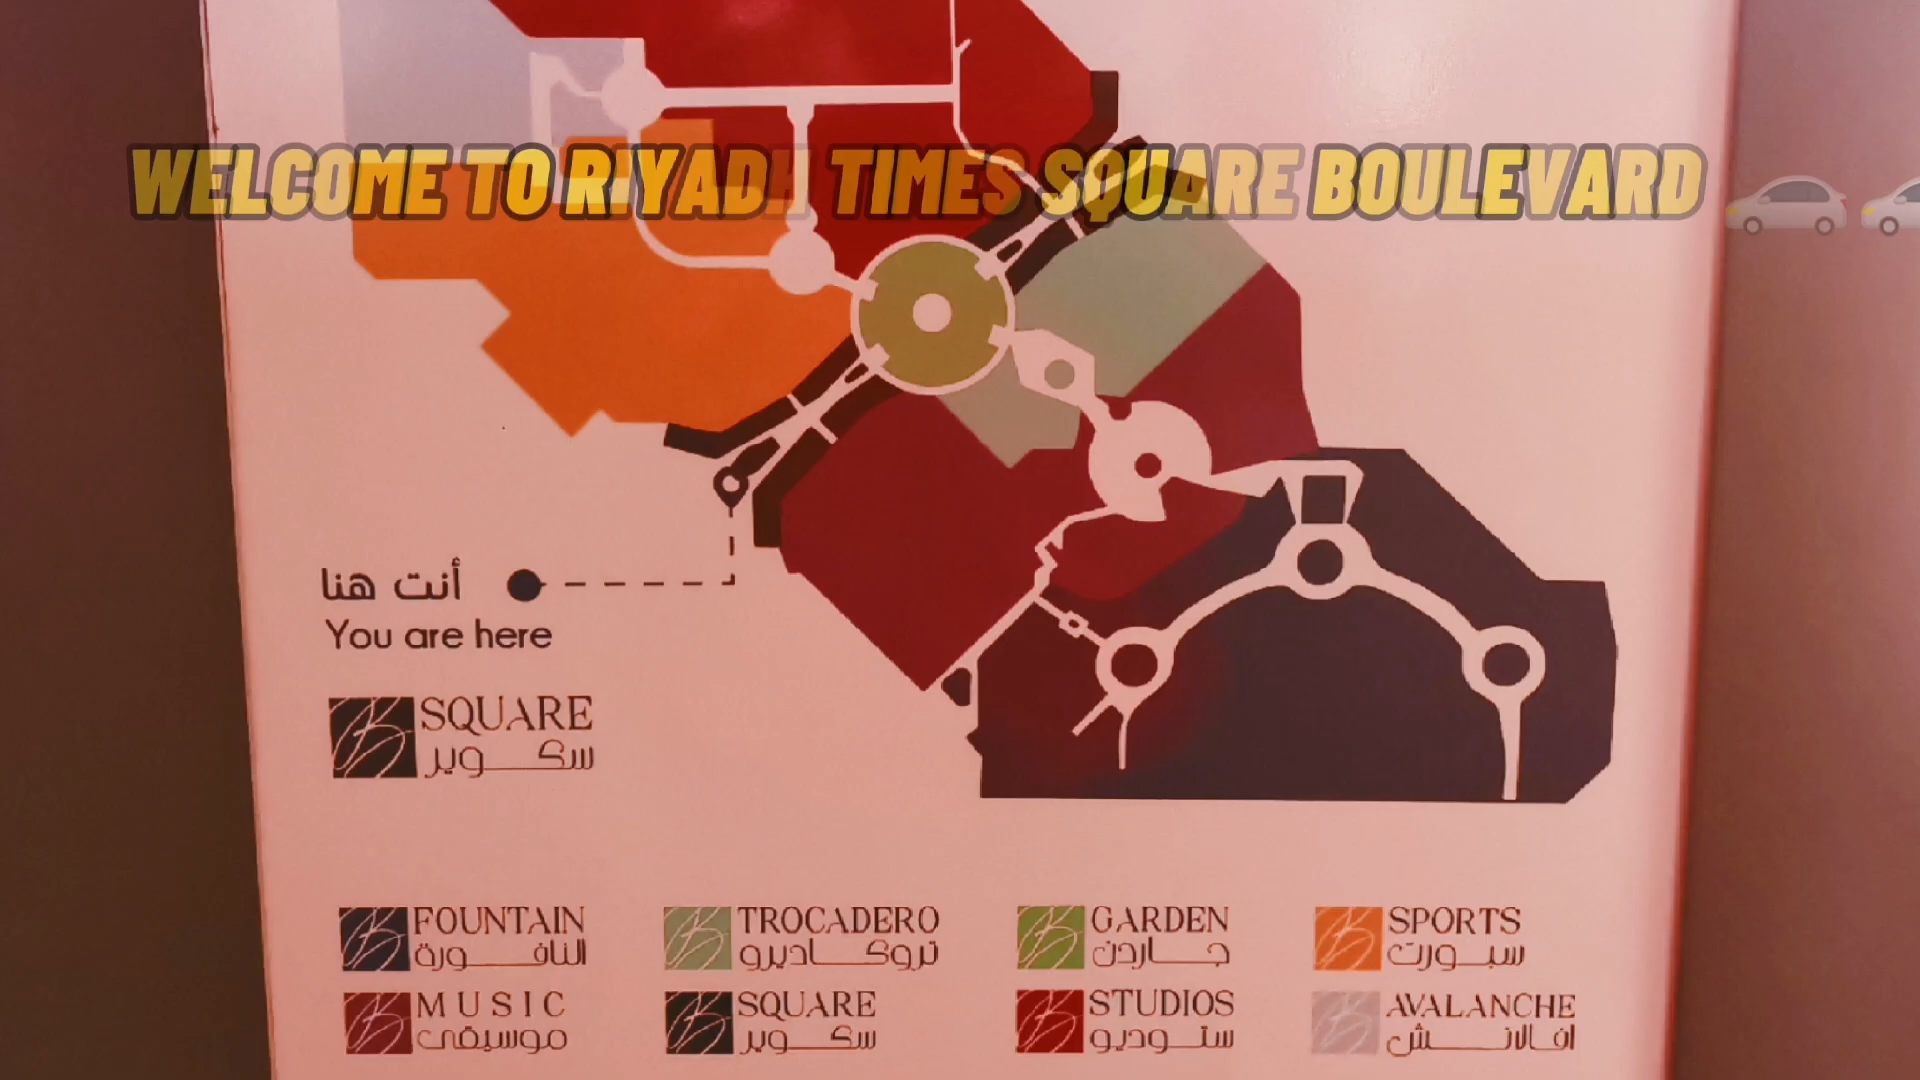 WELCOME TO RIYADH TIMES SQUARE BOULEVARD
أنت هنا
You are here
SQUARE
سكوير
FOUNTAIN
النافورة
TROCADERO
تروكاديرو
GARDEN
جاردن
SPORTS
سبورت
MUSIC
موسيقى
SQUARE
سكوير
STUDIOS
ستوديو
AVALANCHE
افالانش